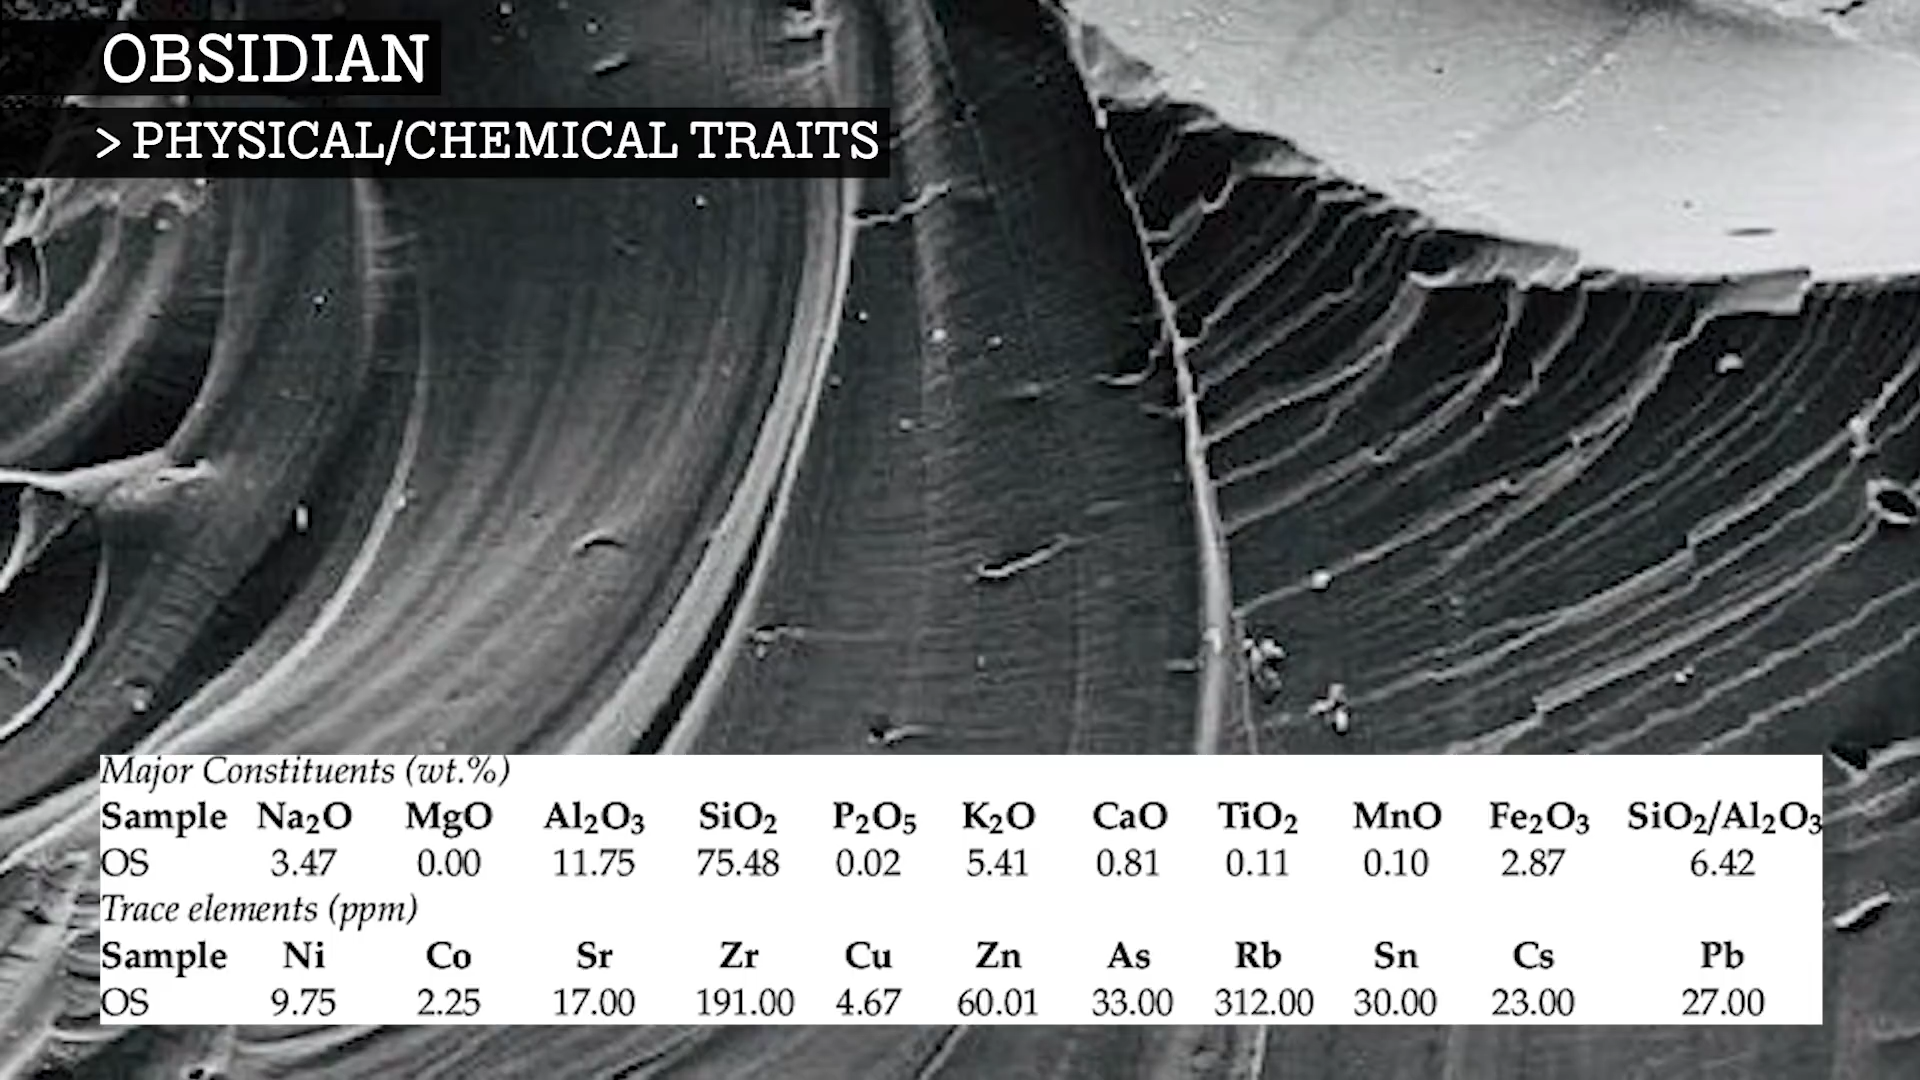 OBSIDIAN
> PHYSICAL/CHEMICAL TRAITS
Major Constituents (wt.%)
Sample Na₂O MgO Al₂O₃ SiO₂ P₂O₅ K₂O CaO TiO₂ MnO Fe₂O₃ SiO₂/Al₂O₃
OS 3.47 0.00 11.75 75.48 0.02 5.41 0.81 0.11 0.10 2.87 6.42
Trace elements (ppm)
Sample Ni Co Sr Zr Cu Zn As Rb Sn Cs Pb
OS 9.75 2.25 17.00 191.00 4.67 60.01 33.00 312.00 30.00 23.00 27.00